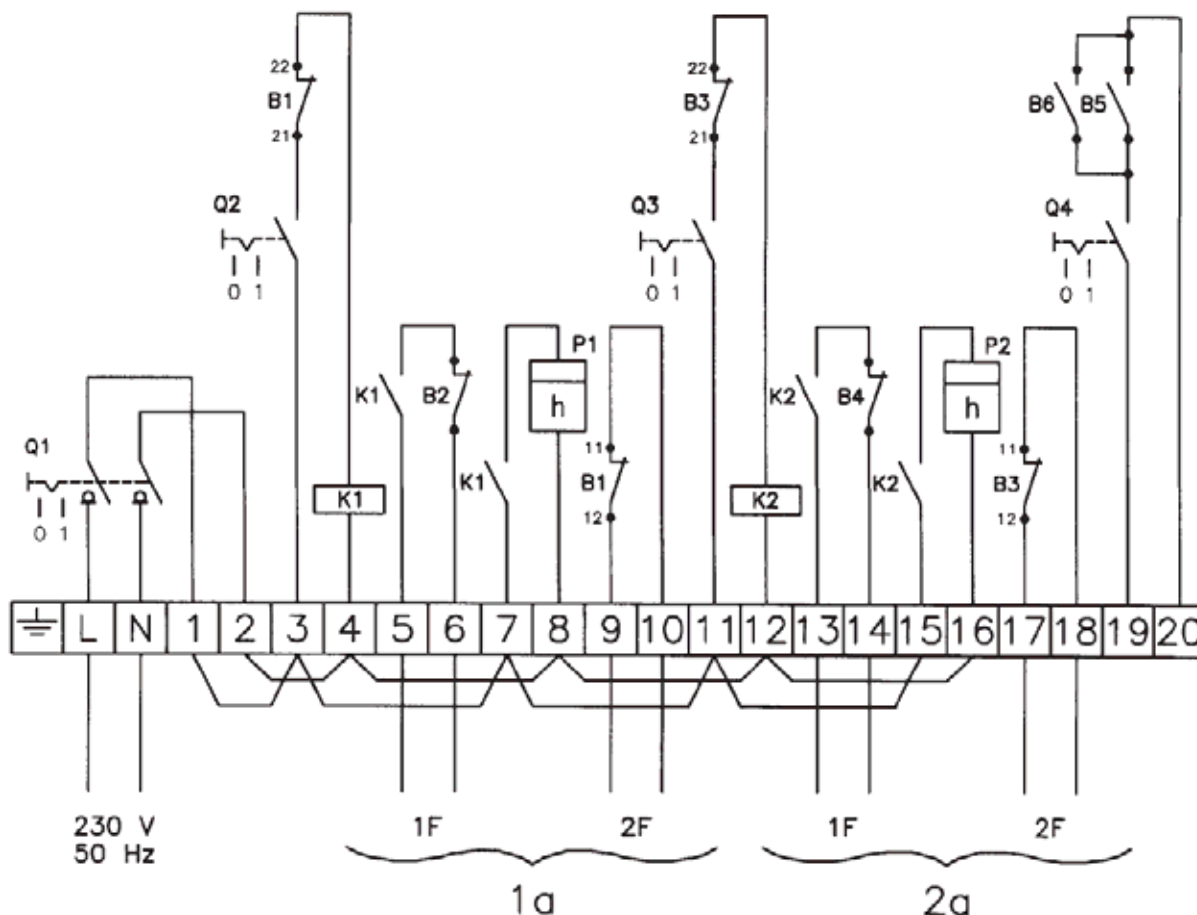 22
B1
21
Q2
0 1
22
B3
21
Q3
0 1
B6
B5
Q4
0 1
Q1
0 1
K1
K1
B2
K1
P1
h
11
B1
12
K2
K2
B4
K2
P2
h
11
B3
12
L N 1 2 3 4 5 6 7 8 9 10 11 12 13 14 15 16 17 18 19 20
230 V
50 Hz
1F
2F
1F
2F
1a
2a